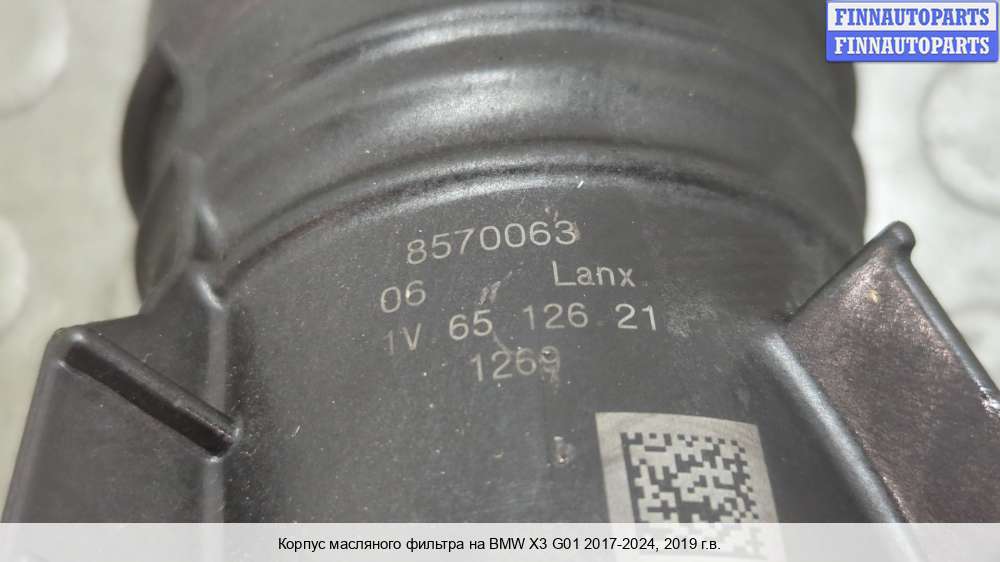 FINNAUTOPARTS
FINNAUTOPARTS
8570063
06 Lanx
1V 65 126 21
1269
Корпус масляного фильтра на BMW X3 G01 2017-2024, 2019 г.в.